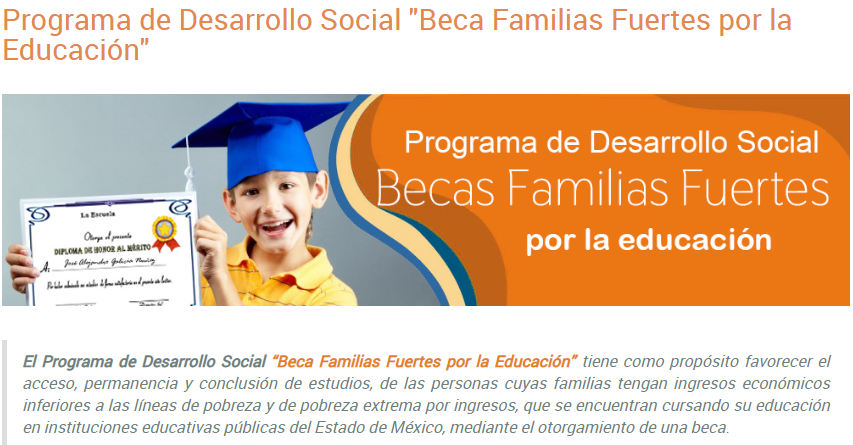 Programa de Desarrollo Social "Beca Familias Fuertes por la
Educación"
Programa de Desarrollo Social
Becas Familias Fuertes
por la educación
La Escuela
Otorga el presente
DIPLOMA DE HONOR AL MÉRITO
A:
José Alejandro Galicia
Por haber
El Programa de Desarrollo Social “Beca Familias Fuertes por la Educación” tiene como propósito favorecer el
acceso, permanencia y conclusión de estudios, de las personas cuyas familias tengan ingresos económicos
inferiores a las líneas de pobreza y de pobreza extrema por ingresos, que se encuentran cursando su educación
en instituciones educativas públicas del Estado de México, mediante el otorgamiento de una beca.